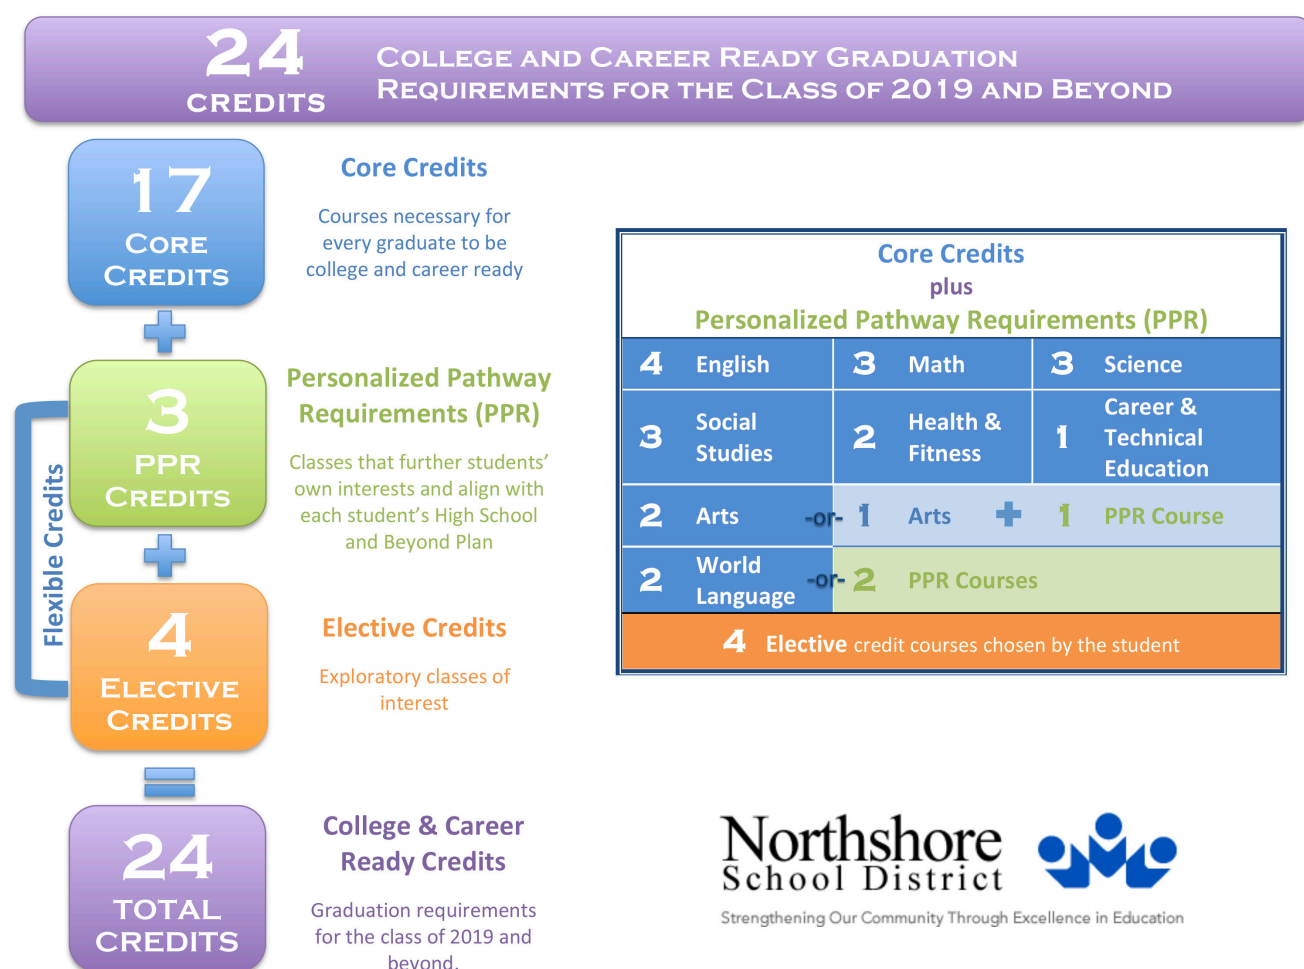 24
CREDITS
COLLEGE AND CAREER READY GRADUATION
REQUIREMENTS FOR THE CLASS OF 2019 AND BEYOND
17
CORE
CREDITS
Core Credits
Courses necessary for
every graduate to be
college and career ready
3
PPR
CREDITS
Personalized Pathway
Requirements (PPR)
Classes that further students’
own interests and align with
each student’s High School
and Beyond Plan
Flexible Credits
4
ELECTIVE
CREDITS
Elective Credits
Exploratory classes of
interest
24
TOTAL
CREDITS
College & Career
Ready Credits
Graduation requirements
for the class of 2019 and
beyond.
Core Credits
plus
Personalized Pathway Requirements (PPR)
4 English 3 Math 3 Science
3 Social
Studies
2 Health &
Fitness
1 Career &
Technical
Education
2 Arts -or- 1 Arts + 1 PPR Course
2 World
Language
-or- 2 PPR Courses
4 Elective credit courses chosen by the student
Northshore
School District
Strengthening Our Community Through Excellence in Education